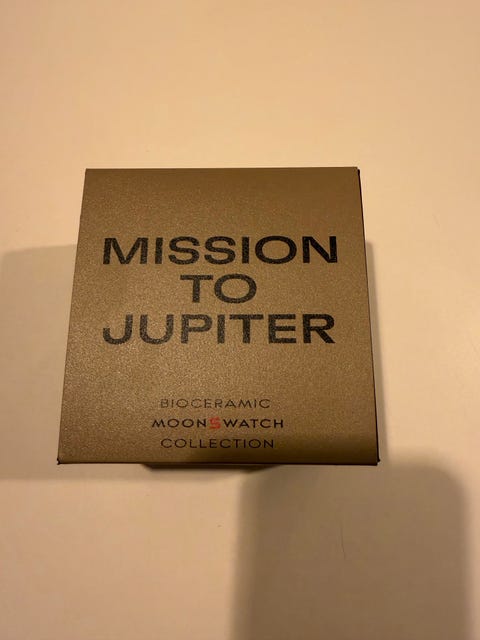 MISSION
TO
JUPITER
BIOCERAMIC
MOONSWATCH
COLLECTION